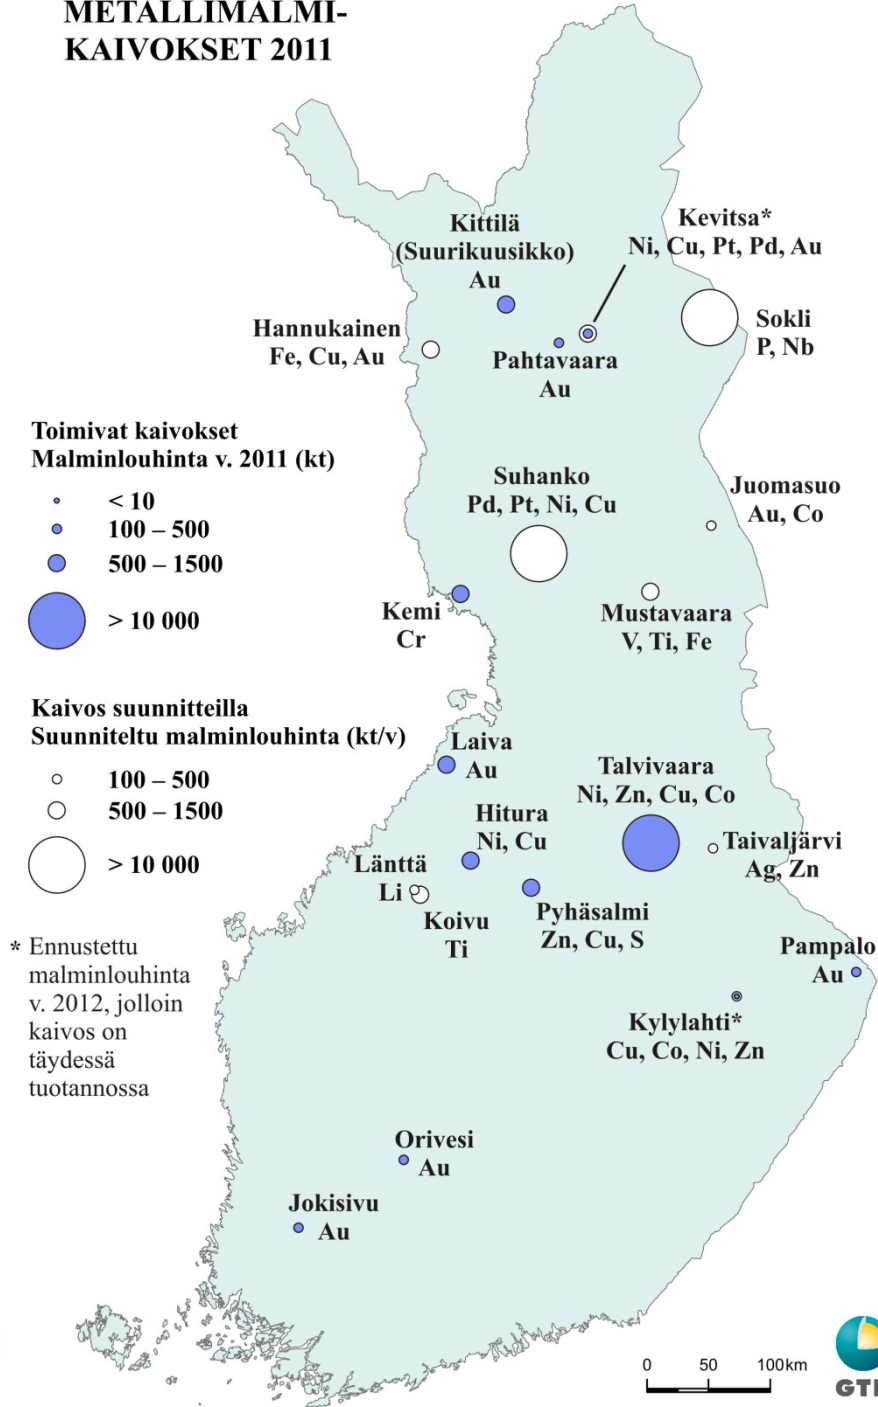 METALLIMALMI-
KAIVOKSET 2011
Kittilä
(Suurikuusikko)
Au
Kevitsa*
Ni, Cu, Pt, Pd, Au
Hannukainen
Fe, Cu, Au
Pahtavaara
Au
Sokli
P, Nb
Toimivat kaivokset
Malminlouhinta v. 2011 (kt)
< 10
100 – 500
500 – 1500
> 10 000
Suhanko
Pd, Pt, Ni, Cu
Juomasuo
Au, Co
Kemi
Cr
Mustavaara
V, Ti, Fe
Kaivos suunnitteilla
Suunniteltu malminlouhinta (kt/v)
100 – 500
500 – 1500
> 10 000
Laiva
Au
Talvivaara
Ni, Zn, Cu, Co
Hitura
Ni, Cu
Taivaljärvi
Ag, Zn
Länttä
Li
Koivu
Ti
Pyhäsalmi
Zn, Cu, S
* Ennustettu
malminlouhinta
v. 2012, jolloin
kaivos on
täydessä
tuotannossa
Pampalo
Au
Kylylahti*
Cu, Co, Ni, Zn
Orivesi
Au
Jokisivu
Au
0 50 100 km